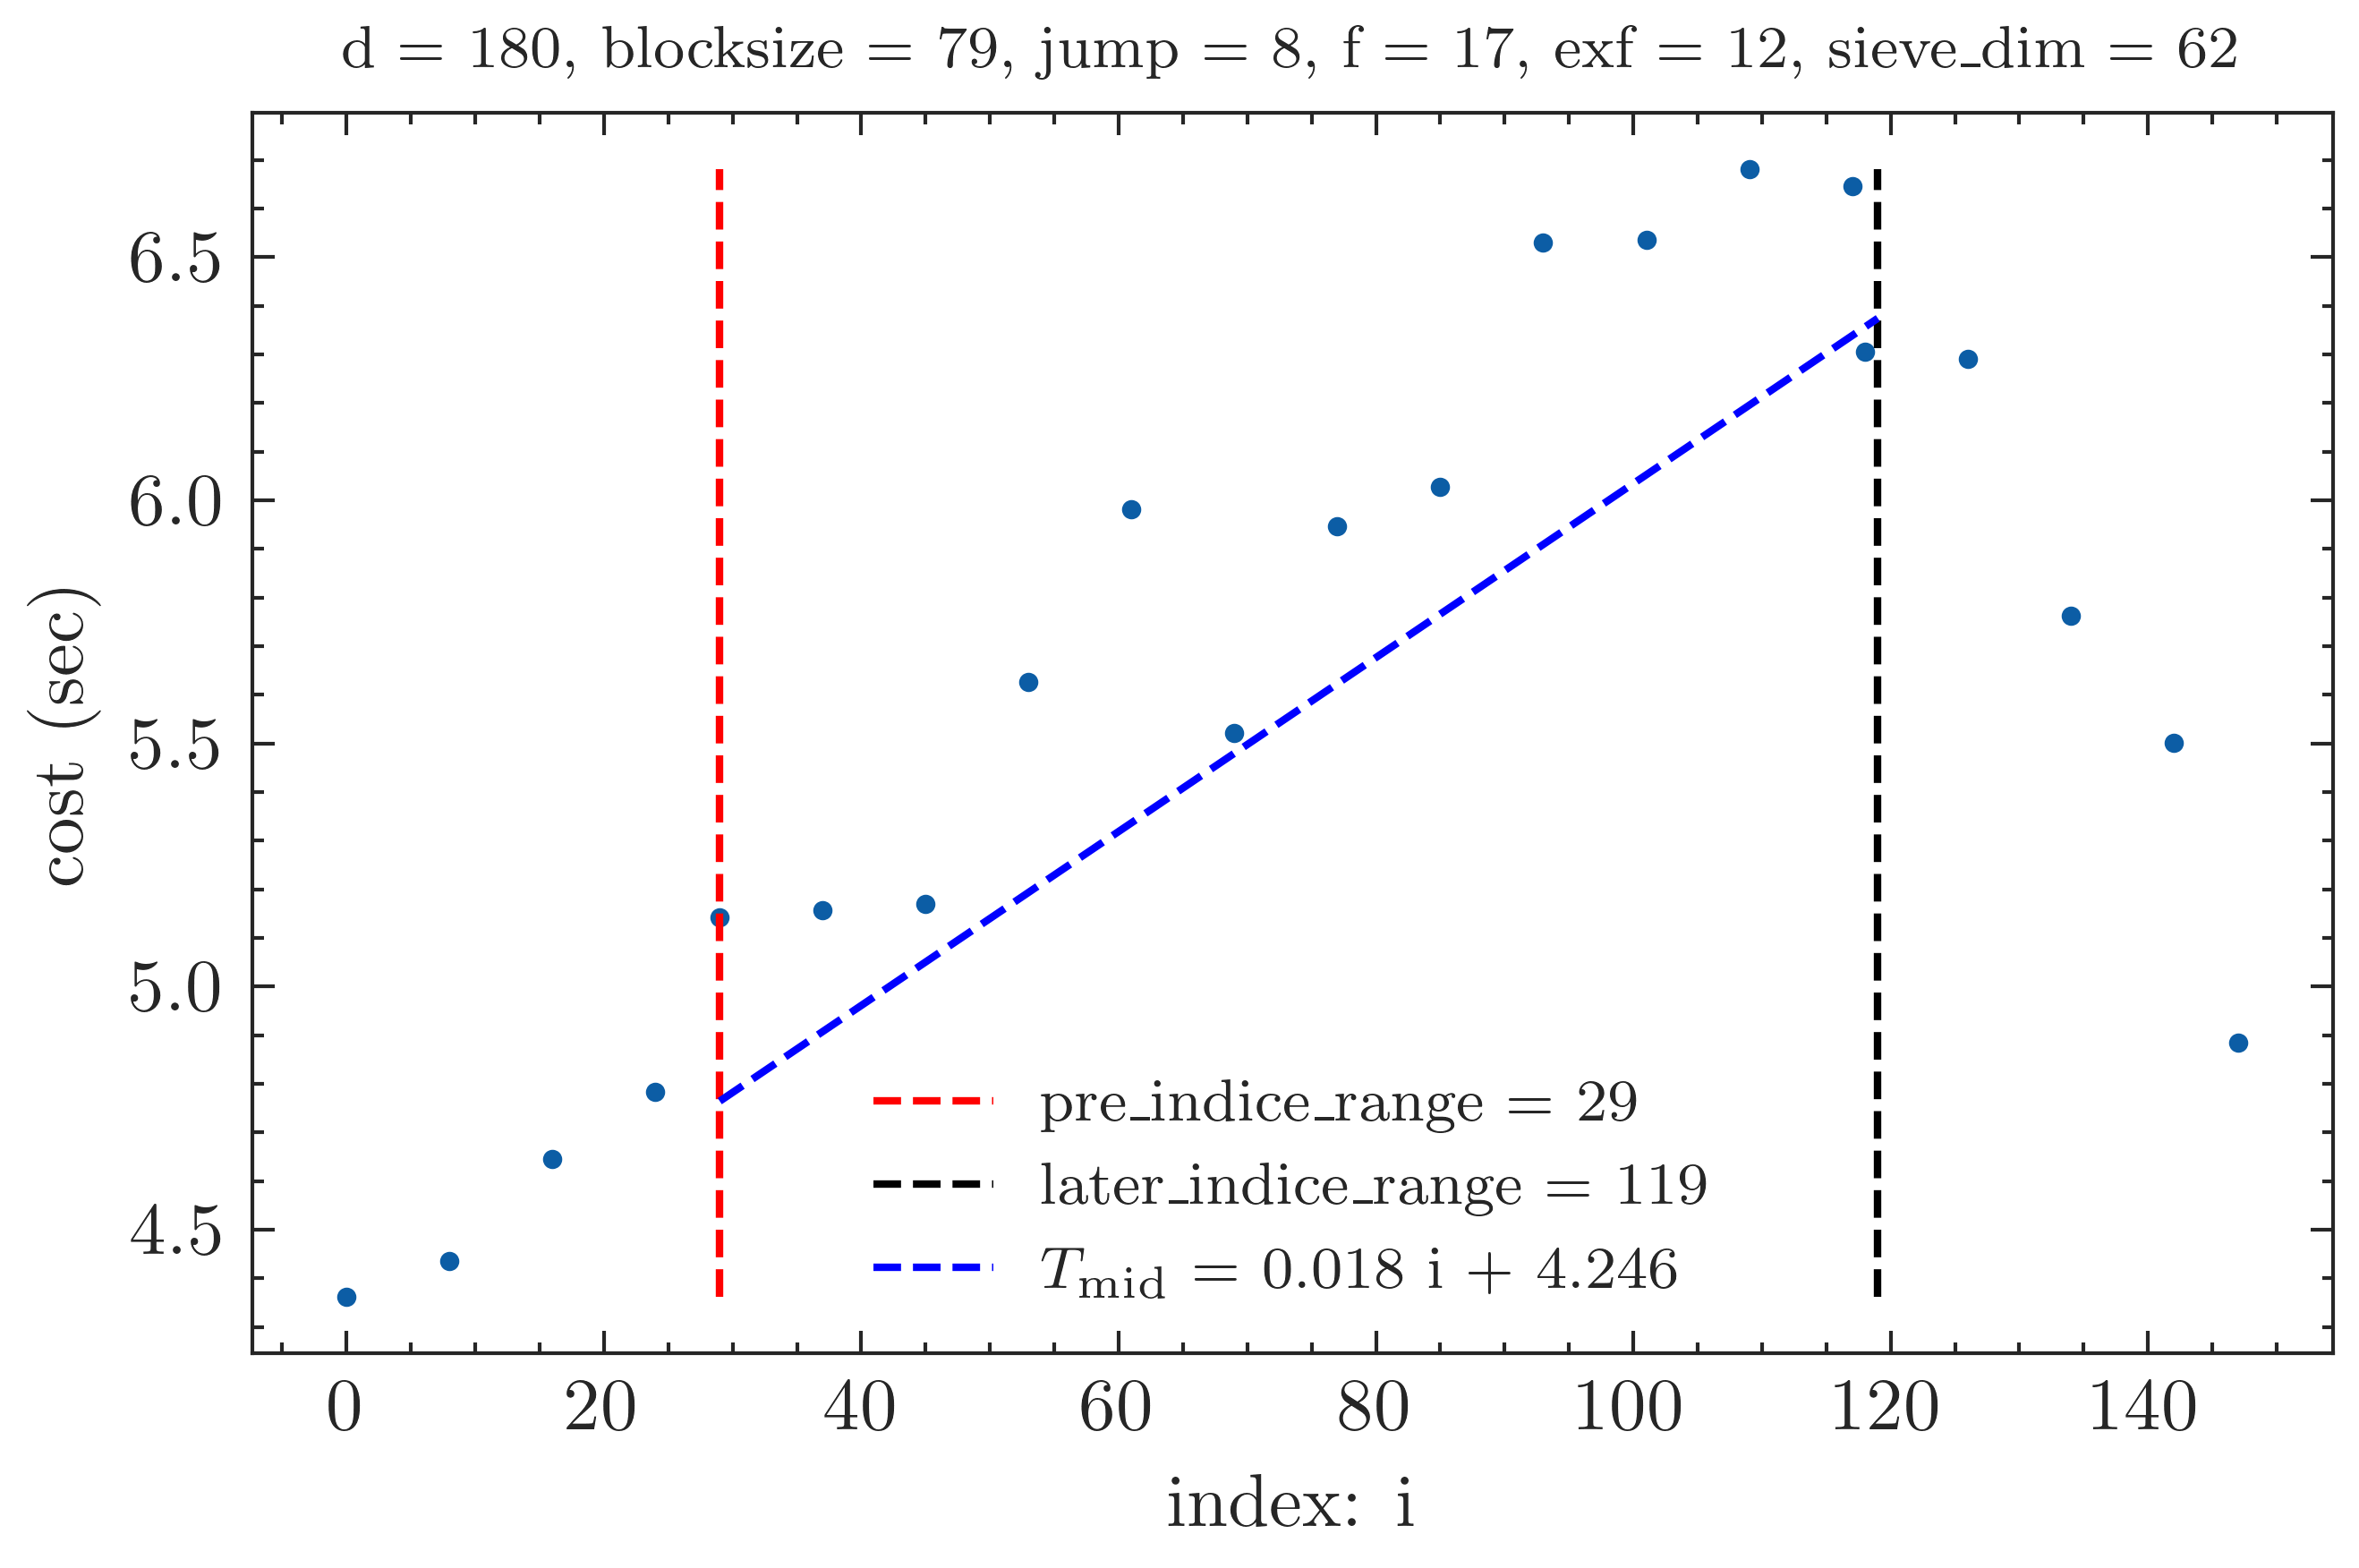 d = 180, blocksize = 79, jump = 8, f = 17, exf = 12, sieve_dim = 62
6.5
6.0
5.5
5.0
4.5
cost (sec)
pre_indice_range = 29
later_indice_range = 119
T_mid = 0.018 i + 4.246
0 20 40 60 80 100 120 140
index: i